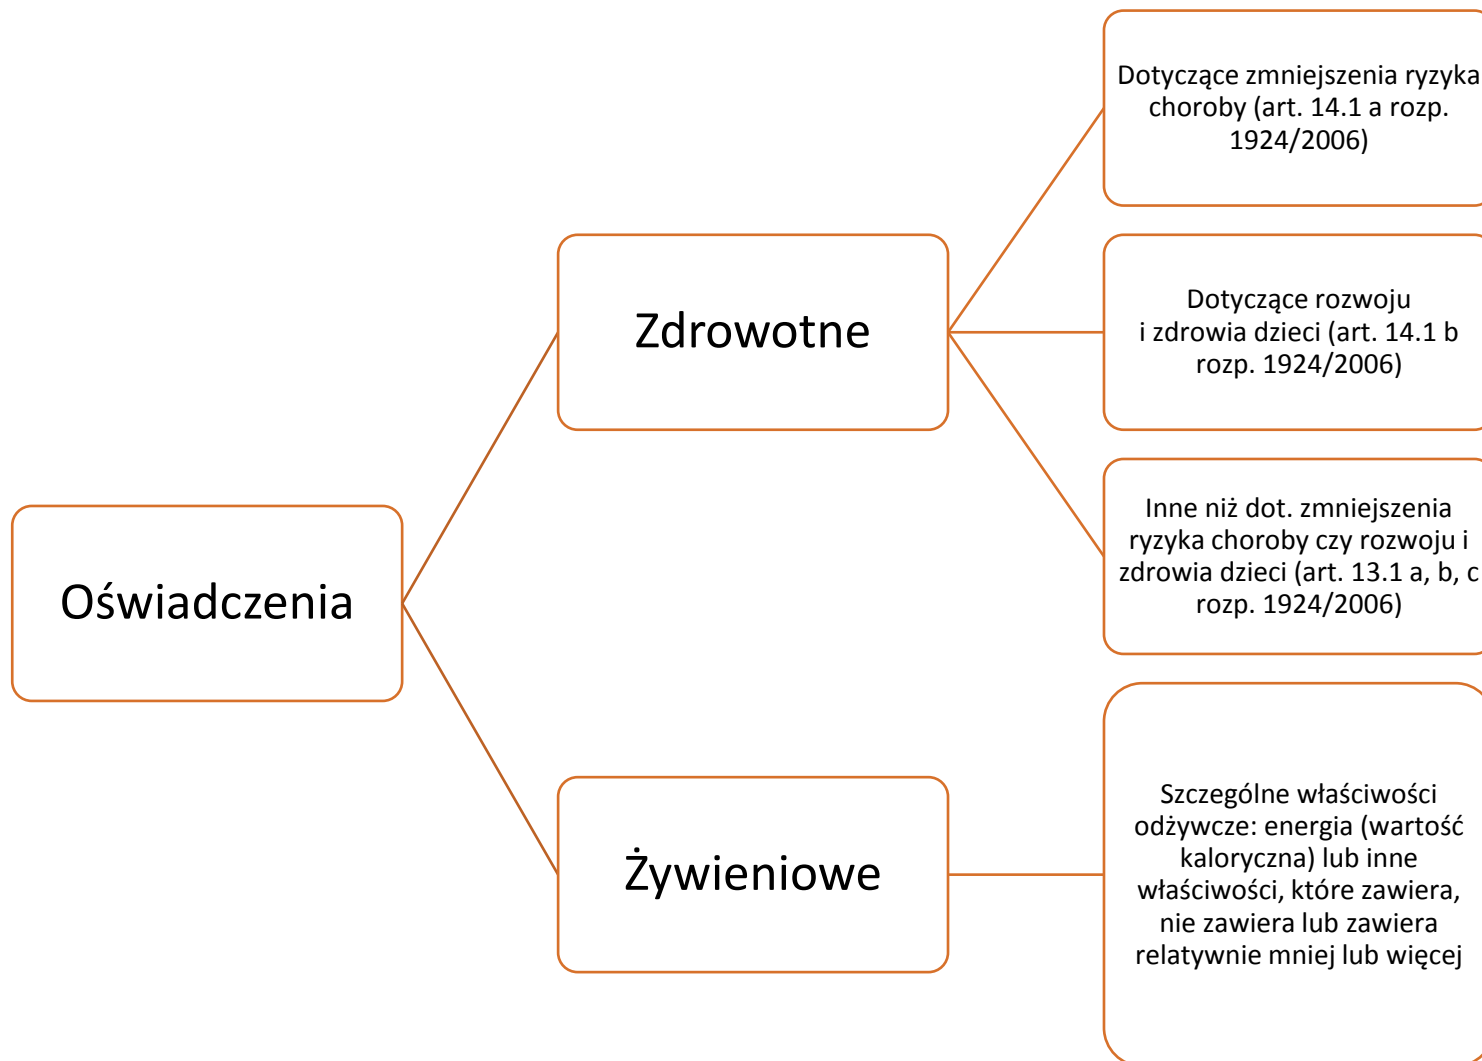 Oświadczenia
Zdrowotne
Dotyczące zmniejszenia ryzyka
choroby (art. 14.1 a rozp.
1924/2006)
Dotyczące rozwoju
i zdrowia dzieci (art. 14.1 b
rozp. 1924/2006)
Inne niż dot. zmniejszenia
ryzyka choroby czy rozwoju i
zdrowia dzieci (art. 13.1 a, b, c
rozp. 1924/2006)
Żywieniowe
Szczególne właściwości
odżywcze: energia (wartość
kaloryczna) lub inne
właściwości, które zawiera,
nie zawiera lub zawiera
relatywnie mniej lub więcej